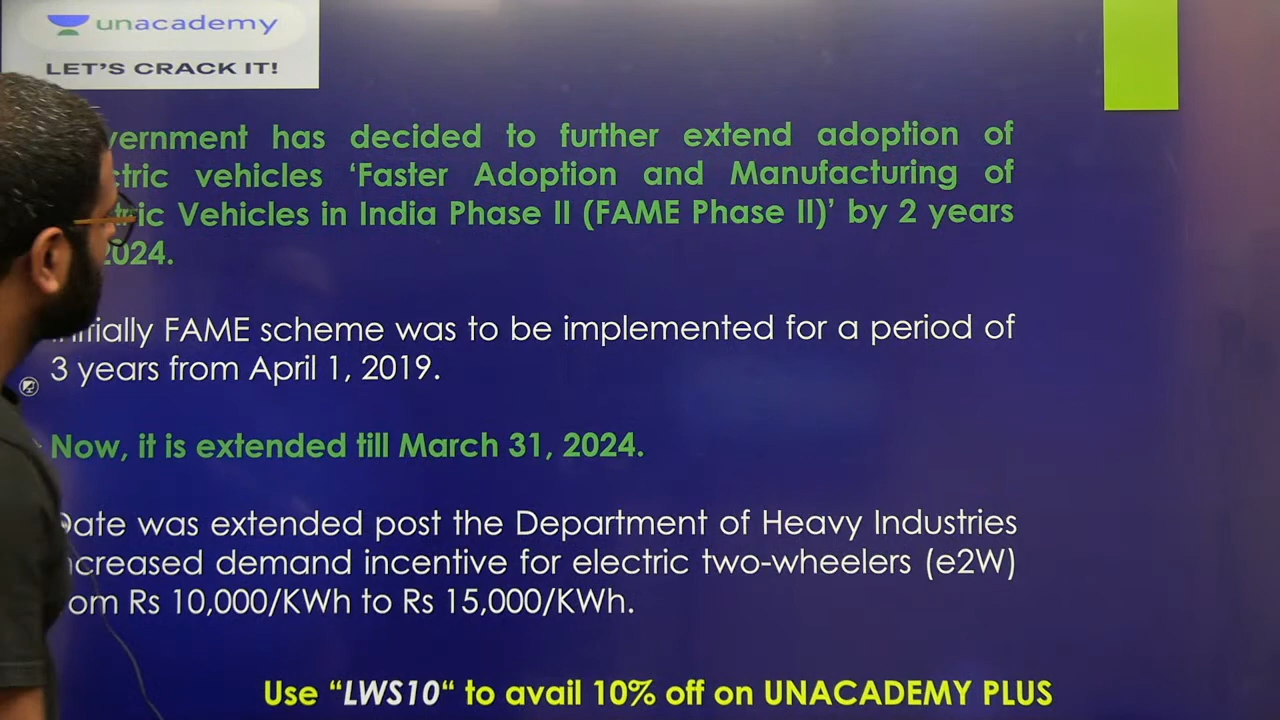 unacademy
LET'S CRACK IT!
vernment has decided to further extend adoption of
ctric vehicles ‘Faster Adoption and Manufacturing of
tric Vehicles in India Phase II (FAME Phase II)’ by 2 years
2024.
Initially FAME scheme was to be implemented for a period of
3 years from April 1, 2019.
Now, it is extended till March 31, 2024.
Date was extended post the Department of Heavy Industries
ncreased demand incentive for electric two-wheelers (e2W)
om Rs 10,000/KWh to Rs 15,000/KWh.
Use “LWS10“ to avail 10% off on UNACADEMY PLUS